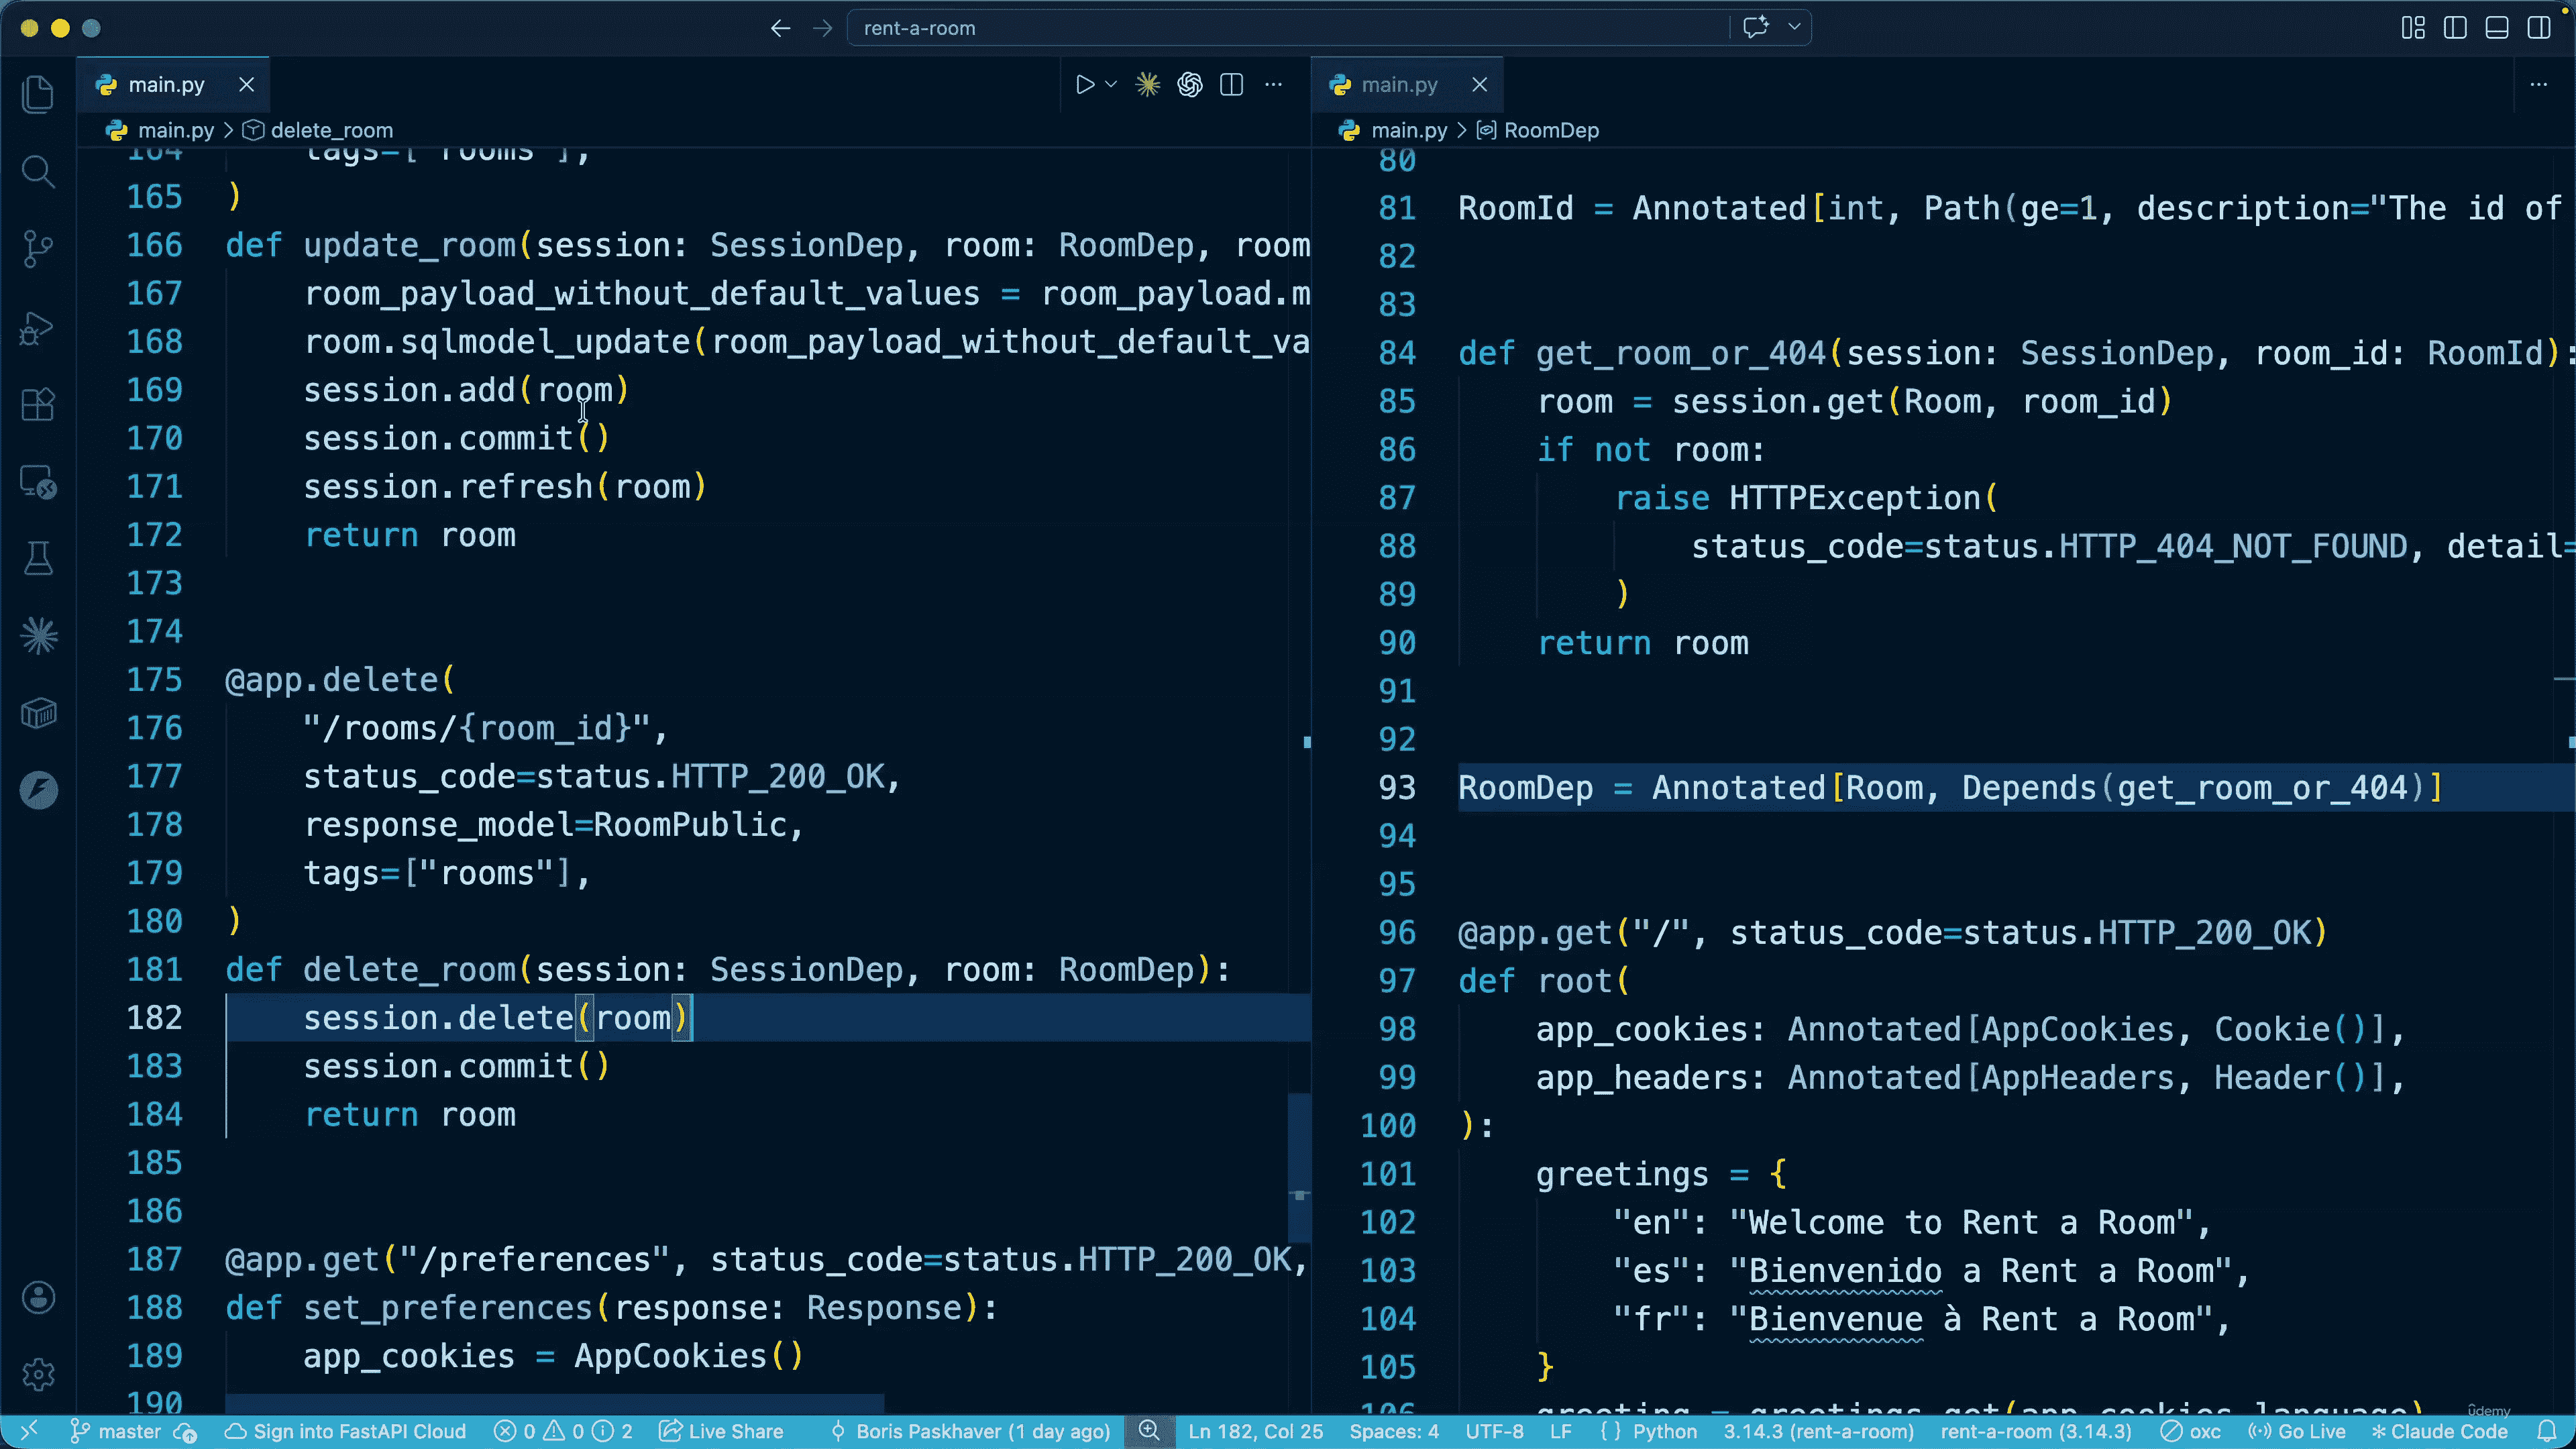 rent-a-room
main.py
main.py > delete_room
164 tags=["rooms"],
165 )
166 def update_room(session: SessionDep, room: RoomDep, room
167 room_payload_without_default_values = room_payload.m
168 room.sqlmodel_update(room_payload_without_default_va
169 session.add(room)
170 session.commit()
171 session.refresh(room)
172 return room
173
174
175 @app.delete(
176 "/rooms/{room_id}",
177 status_code=status.HTTP_200_OK,
178 response_model=RoomPublic,
179 tags=["rooms"],
180 )
181 def delete_room(session: SessionDep, room: RoomDep):
182 session.delete(room)
183 session.commit()
184 return room
185
186
187 @app.get("/preferences", status_code=status.HTTP_200_OK,
188 def set_preferences(response: Response):
189 app_cookies = AppCookies()
190
main.py
main.py > RoomDep
80
81 RoomId = Annotated[int, Path(ge=1, description="The id of
82
83
84 def get_room_or_404(session: SessionDep, room_id: RoomId):
85 room = session.get(Room, room_id)
86 if not room:
87 raise HTTPException(
88 status_code=status.HTTP_404_NOT_FOUND, detail=
89 )
90 return room
91
92
93 RoomDep = Annotated[Room, Depends(get_room_or_404)]
94
95
96 @app.get("/", status_code=status.HTTP_200_OK)
97 def root(
98 app_cookies: Annotated[AppCookies, Cookie()],
99 app_headers: Annotated[AppHeaders, Header()],
100 ):
101 greetings = {
102 "en": "Welcome to Rent a Room",
103 "es": "Bienvenido a Rent a Room",
104 "fr": "Bienvenue à Rent a Room",
105 }
106 greeting = greetings.get(app_cookies.language)
ûdemy
master Sign into FastAPI Cloud 0 0 2 Live Share Boris Paskhaver (1 day ago) Ln 182, Col 25 Spaces: 4 UTF-8 LF { } Python 3.14.3 (rent-a-room) rent-a-room (3.14.3) oxc Go Live Claude Code